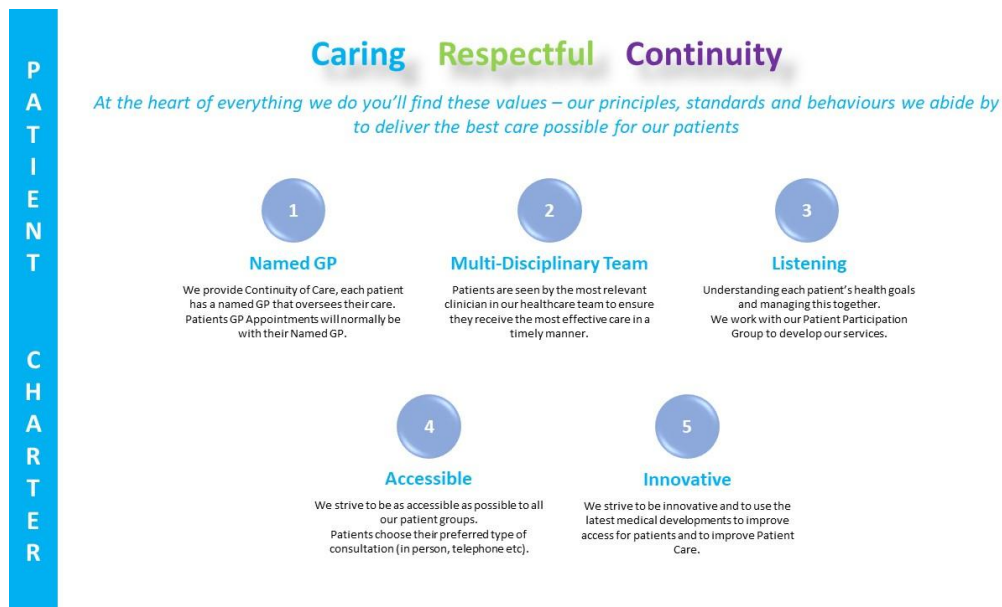 PATIENT CHARTER
Caring Respectful Continuity
At the heart of everything we do you’ll find these values – our principles, standards and behaviours we abide by
to deliver the best care possible for our patients
1
Named GP
We provide Continuity of Care, each patient
has a named GP that oversees their care.
Patients GP Appointments will normally be
with their Named GP.
2
Multi-Disciplinary Team
Patients are seen by the most relevant
clinician in our healthcare team to ensure
they receive the most effective care in a
timely manner.
3
Listening
Understanding each patient’s health goals
and managing this together.
We work with our Patient Participation
Group to develop our services.
4
Accessible
We strive to be as accessible as possible to all
our patient groups.
Patients choose their preferred type of
consultation (in person, telephone etc).
5
Innovative
We strive to be innovative and to use the
latest medical developments to improve
access for patients and to improve Patient
Care.